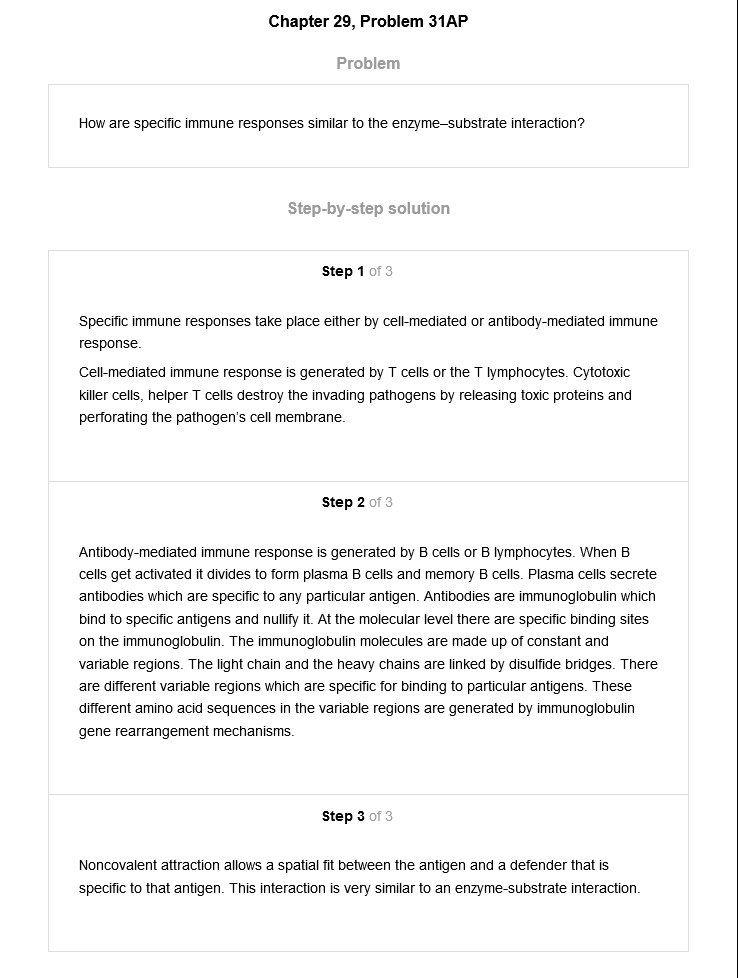 Chapter 29, Problem 31AP
Problem
How are specific immune responses similar to the enzyme–substrate interaction?
Step-by-step solution
Step 1 of 3
Specific immune responses take place either by cell-mediated or antibody-mediated immune
response.
Cell-mediated immune response is generated by T cells or the T lymphocytes. Cytotoxic
killer cells, helper T cells destroy the invading pathogens by releasing toxic proteins and
perforating the pathogen’s cell membrane.
Step 2 of 3
Antibody-mediated immune response is generated by B cells or B lymphocytes. When B
cells get activated it divides to form plasma B cells and memory B cells. Plasma cells secrete
antibodies which are specific to any particular antigen. Antibodies are immunoglobulin which
bind to specific antigens and nullify it. At the molecular level there are specific binding sites
on the immunoglobulin. The immunoglobulin molecules are made up of constant and
variable regions. The light chain and the heavy chains are linked by disulfide bridges. There
are different variable regions which are specific for binding to particular antigens. These
different amino acid sequences in the variable regions are generated by immunoglobulin
gene rearrangement mechanisms.
Step 3 of 3
Noncovalent attraction allows a spatial fit between the antigen and a defender that is
specific to that antigen. This interaction is very similar to an enzyme-substrate interaction.